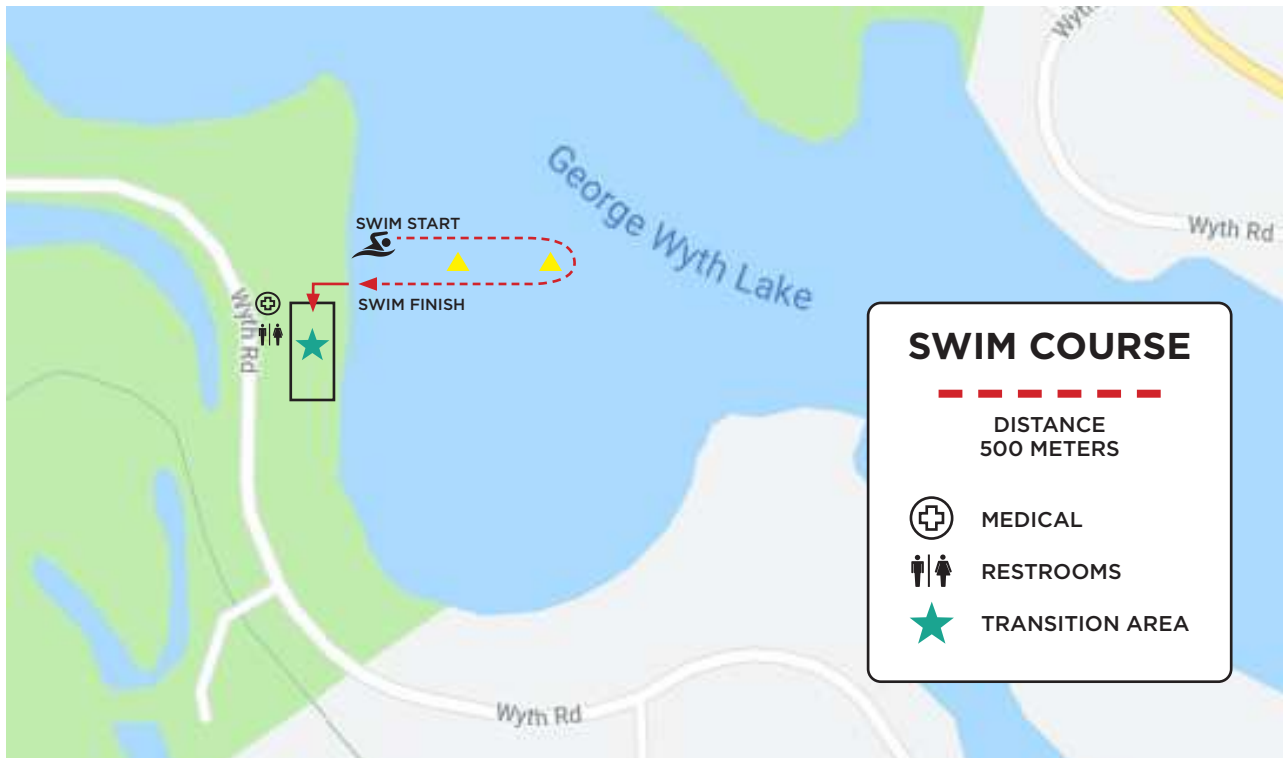 Wyth
Wyth Rd
George Wyth Lake
SWIM START
SWIM FINISH
Wyth Rd
SWIM COURSE
DISTANCE
500 METERS
MEDICAL
RESTROOMS
TRANSITION AREA
Wyth Rd